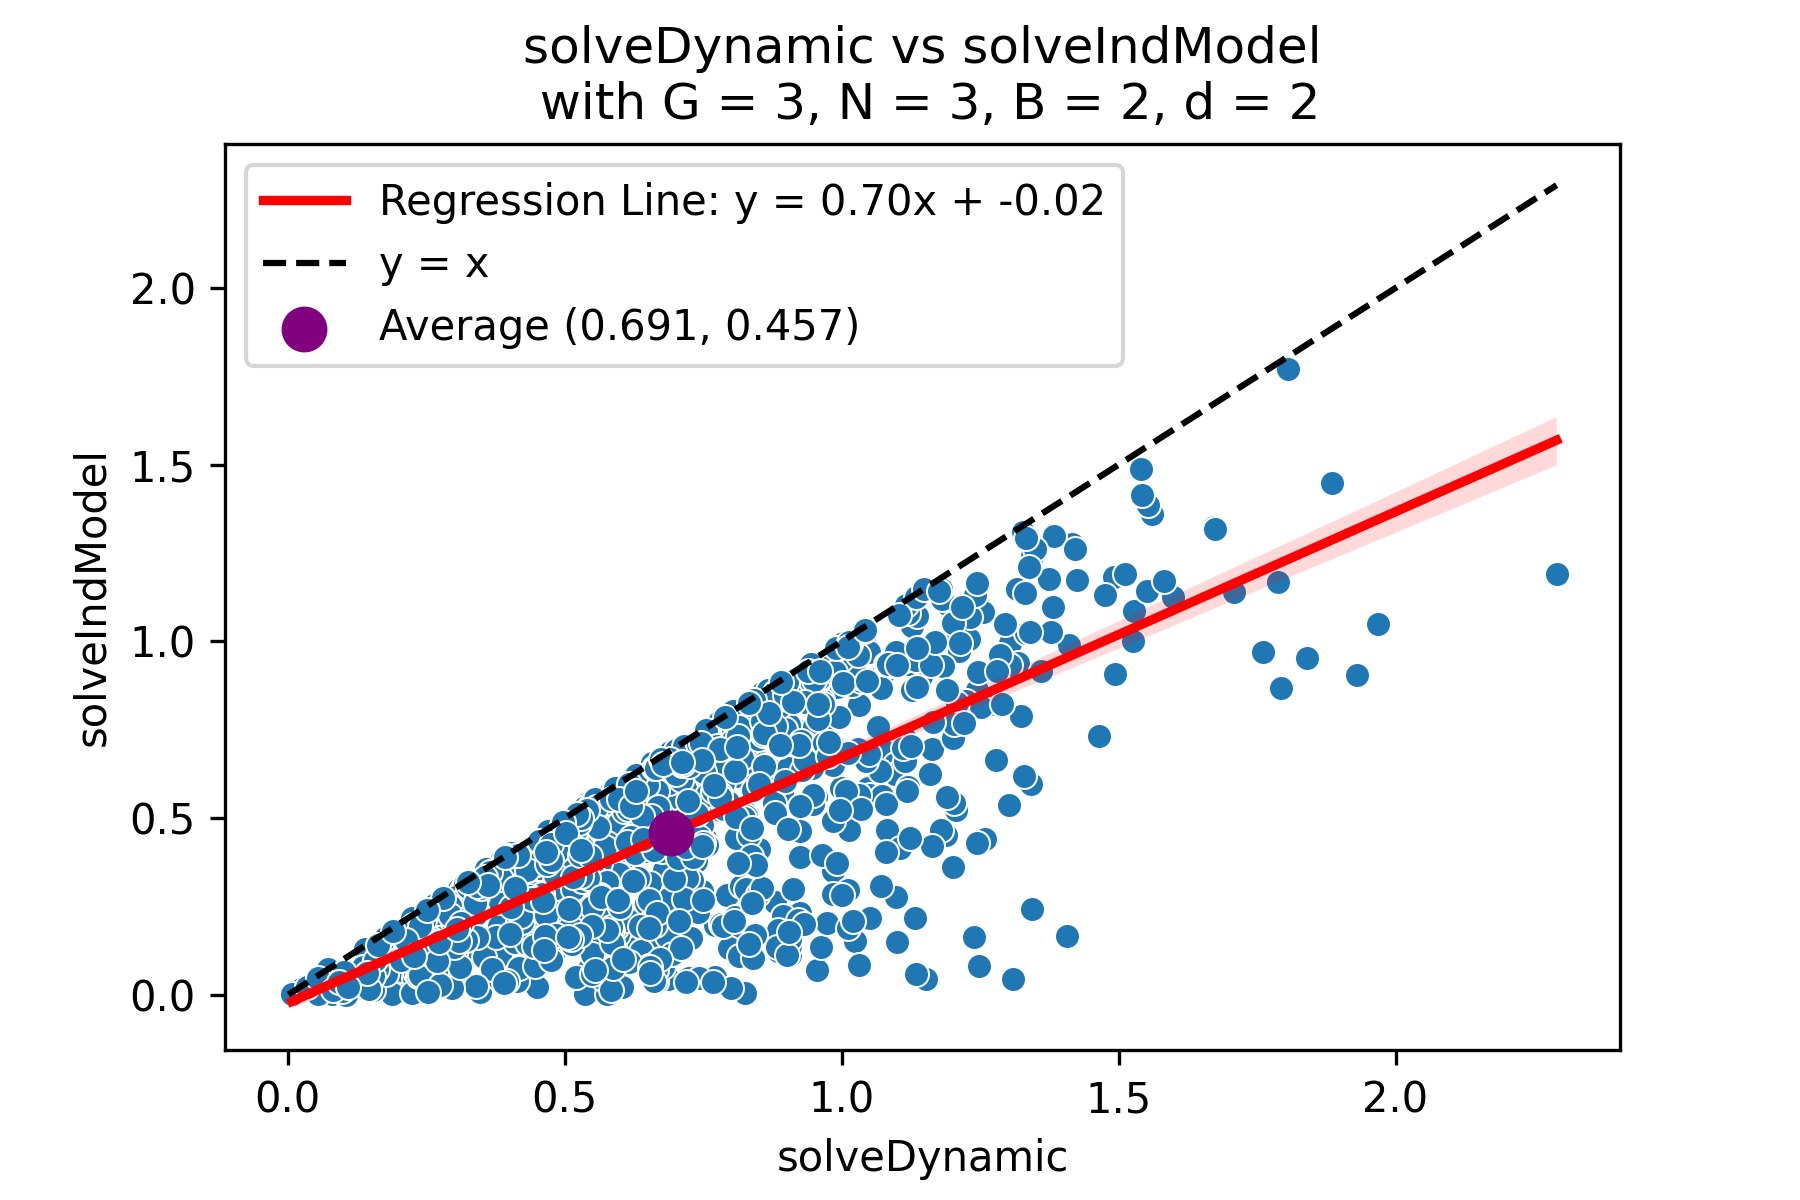 solveDynamic vs solveIndModel
with G = 3, N = 3, B = 2, d = 2
Regression Line: y = 0.70x + -0.02
y = x
Average (0.691, 0.457)
solveIndModel
2.0
1.5
1.0
0.5
0.0
0.0 0.5 1.0 1.5 2.0
solveDynamic